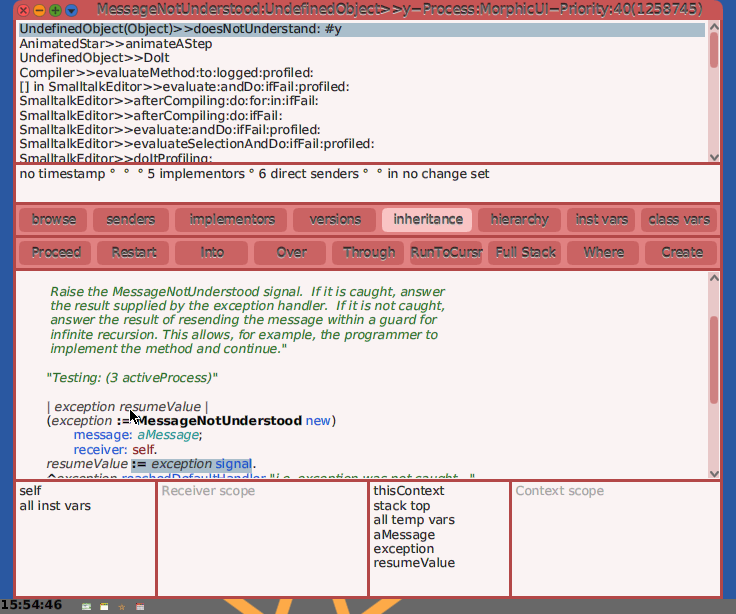 MessageNotUnderstood:UndefinedObject>>y—Process:MorphicUI—Priority:40(1258745)
UndefinedObject(Object)>>doesNotUnderstand: #y
AnimatedStar>>animateAStep
UndefinedObject>>DoIt
Compiler>>evaluateMethod:to:logged:profiled:
[] in SmalltalkEditor>>evaluate:andDo:ifFail:profiled:
SmalltalkEditor>>afterCompiling:do:for:in:ifFail:
SmalltalkEditor>>afterCompiling:do:ifFail:
SmalltalkEditor>>evaluate:andDo:ifFail:profiled:
SmalltalkEditor>>evaluateSelectionAndDo:ifFail:profiled:
SmalltalkEditor>>doItProfiling:
no timestamp ° ° ° 5 implementors ° 6 direct senders ° ° in no change set
browse senders implementors versions inheritance hierarchy inst vars class vars
Proceed Restart Into Over Through RunToCursr Full Stack Where Create
Raise the MessageNotUnderstood signal. If it is caught, answer
the result supplied by the exception handler. If it is not caught,
answer the result of resending the message within a guard for
infinite recursion. This allows, for example, the programmer to
implement the method and continue."
"Testing: (3 activeProcess)"
| exception resumeValue |
(exception := MessageNotUnderstood new)
message: aMessage;
receiver: self.
resumeValue := exception signal.
^exception reachedDefaultHandler "i.e. exception was not caught..."
self
all inst vars
Receiver scope
thisContext
stack top
all temp vars
aMessage
exception
resumeValue
Context scope
15:54:46